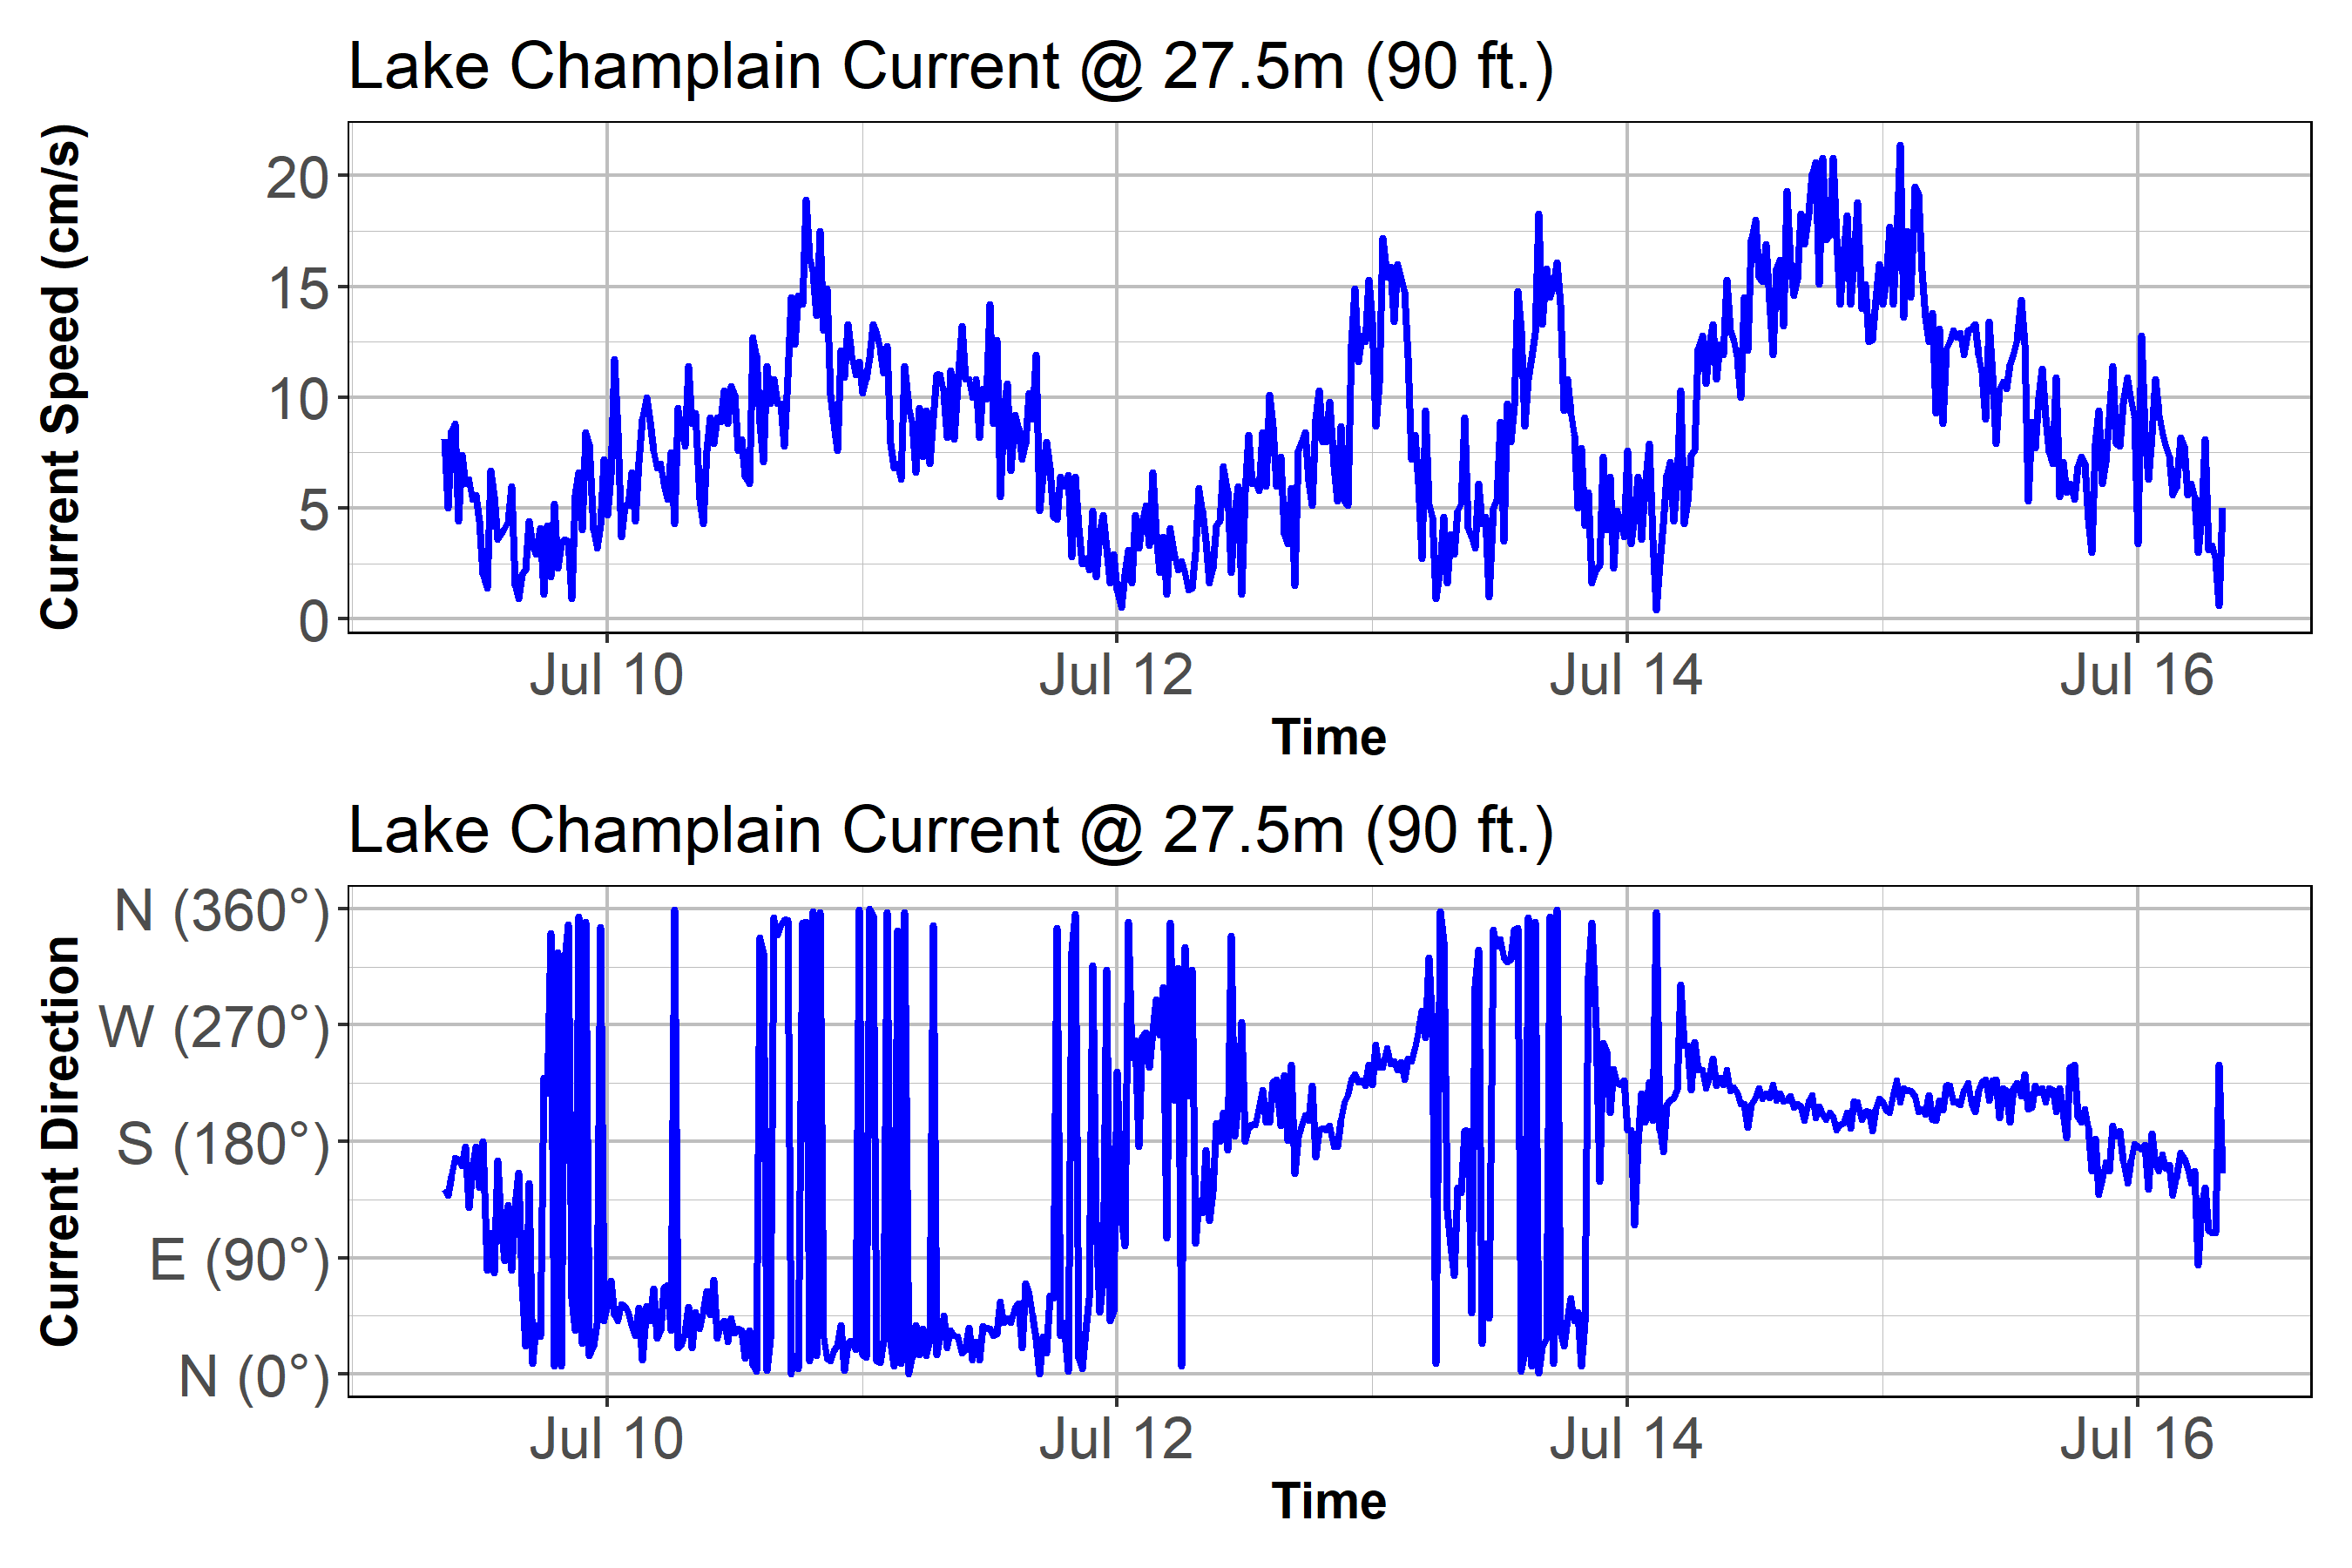 Lake Champlain Current @ 27.5m (90 ft.)
Current Speed (cm/s)
20
15
10
5
0
Jul 10 Jul 12 Jul 14 Jul 16
Time
Lake Champlain Current @ 27.5m (90 ft.)
Current Direction
N (360°)
W (270°)
S (180°)
E (90°)
N (0°)
Jul 10 Jul 12 Jul 14 Jul 16
Time